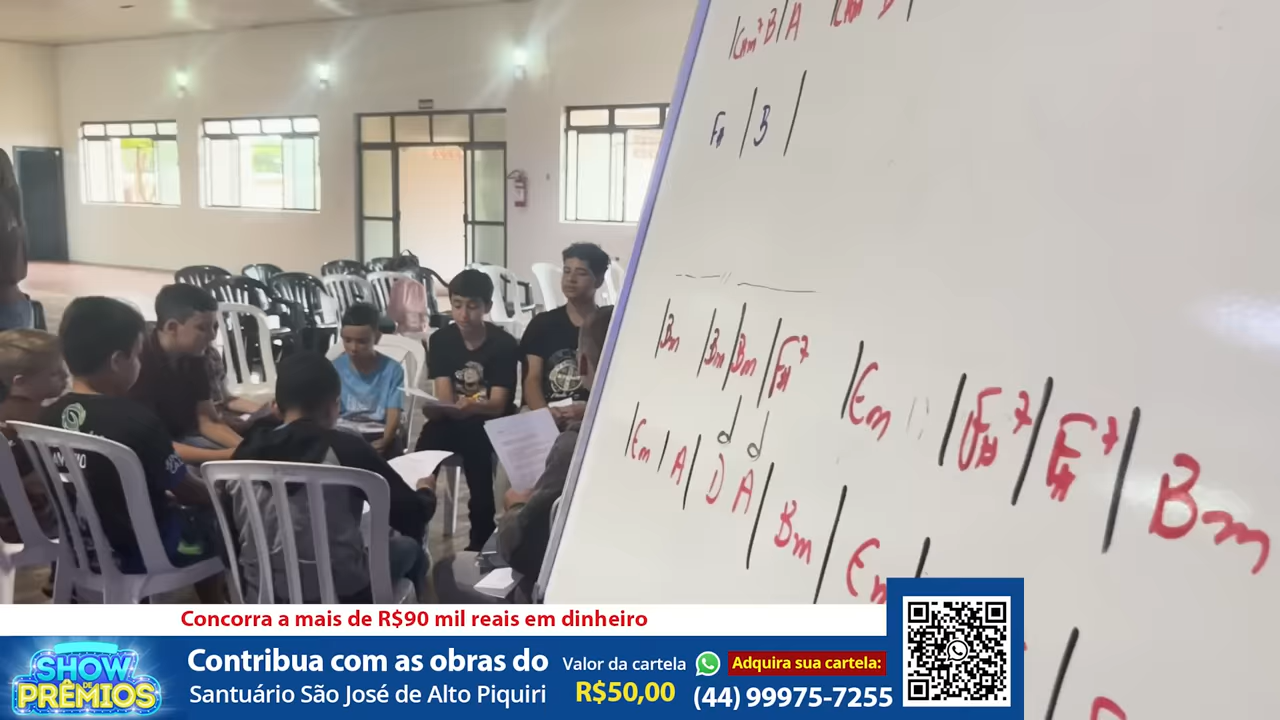 F# | B |
| Bm | Bm | Bm | F#7 | Em | F#7 | F#7 | Bm
| Em | A | D A | Bm | Em |
Concorra a mais de R$90 mil reais em dinheiro
SHOW DE PRÊMIOS
Contribua com as obras do
Santuário São José de Alto Piquiri
Valor da cartela
R$50,00
Adquira sua cartela:
(44) 99975-7255